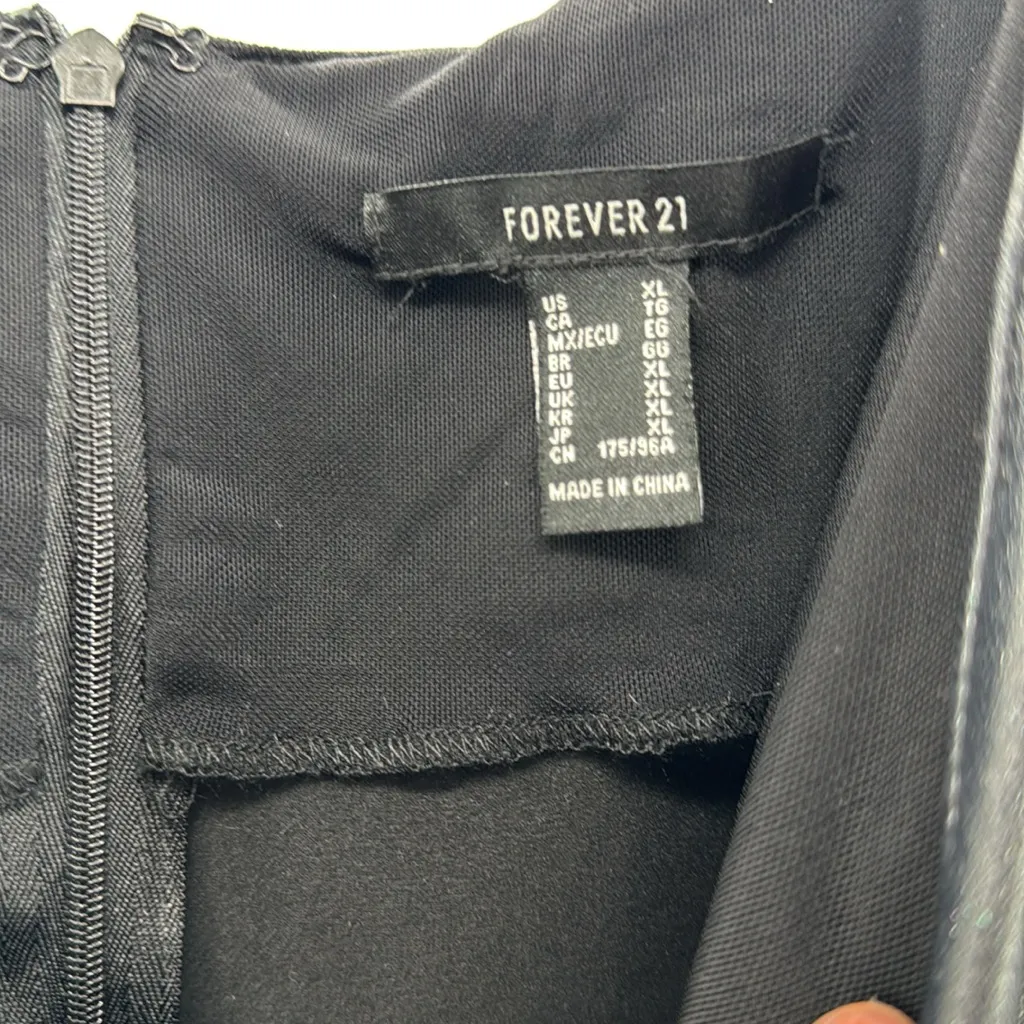 FOREVER 21
US XL
CA TG
MX/ECU EG
BR GG
EU XL
UK XL
KR XL
JP XL
CN 175/96A
MADE IN CHINA